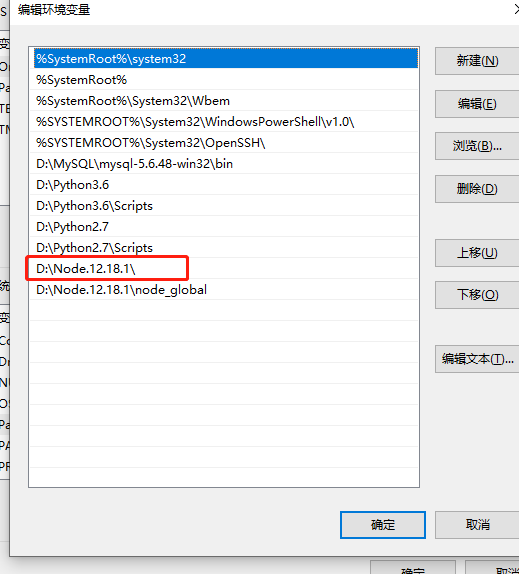 编辑环境变量
%SystemRoot%\system32
%SystemRoot%
%SystemRoot%\System32\Wbem
%SYSTEMROOT%\System32\WindowsPowerShell\v1.0\
%SYSTEMROOT%\System32\OpenSSH\
D:\MySQL\mysql-5.6.48-win32\bin
D:\Python3.6
D:\Python3.6\Scripts
D:\Python2.7
D:\Python2.7\Scripts
D:\Node.12.18.1\
D:\Node.12.18.1\node_global
新建(N)
编辑(E)
浏览(B)...
删除(D)
上移(U)
下移(O)
编辑文本(T)...
确定
取消